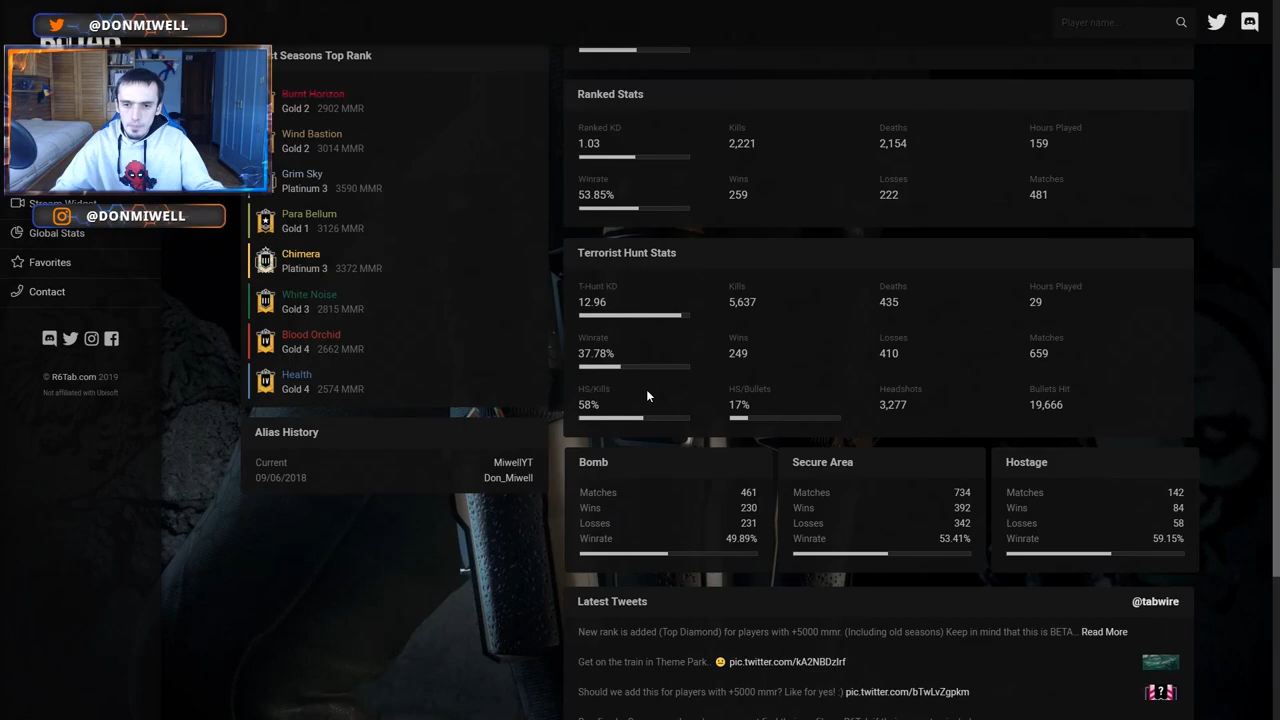 @DONMIWELL
Player name..
R6TAB
st Seasons Top Rank
Burnt Horizon
Gold 2 2902 MMR
Wind Bastion
Gold 2 3014 MMR
Grim Sky
Platinum 3 3590 MMR
Para Bellum
Gold 1 3126 MMR
Chimera
Platinum 3 3372 MMR
White Noise
Gold 3 2815 MMR
Blood Orchid
Gold 4 2662 MMR
Health
Gold 4 2574 MMR
Stream Widget
@DONMIWELL
Global Stats
Favorites
Contact
© R6Tab.com 2019
Not affiliated with Ubisoft
Alias History
Current MiwellYT
09/06/2018 Don_Miwell
Ranked Stats
Ranked KD Kills Deaths Hours Played
1.03 2,221 2,154 159
Winrate Wins Losses Matches
53.85% 259 222 481
Terrorist Hunt Stats
T-Hunt KD Kills Deaths Hours Played
12.96 5,637 435 29
Winrate Wins Losses Matches
37.78% 249 410 659
HS/Kills HS/Bullets Headshots Bullets Hit
58% 17% 3,277 19,666
Bomb
Matches 461
Wins 230
Losses 231
Winrate 49.89%
Secure Area
Matches 734
Wins 392
Losses 342
Winrate 53.41%
Hostage
Matches 142
Wins 84
Losses 58
Winrate 59.15%
Latest Tweets @tabwire
New rank is added (Top Diamond) for players with +5000 mmr. (Including old seasons) Keep in mind that this is BETA... Read More
Get on the train in Theme Park.. 😐 pic.twitter.com/kA2NBDzlrf
Should we add this for players with +5000 mmr? Like for yes! :) pic.twitter.com/bTwLvZgpkm